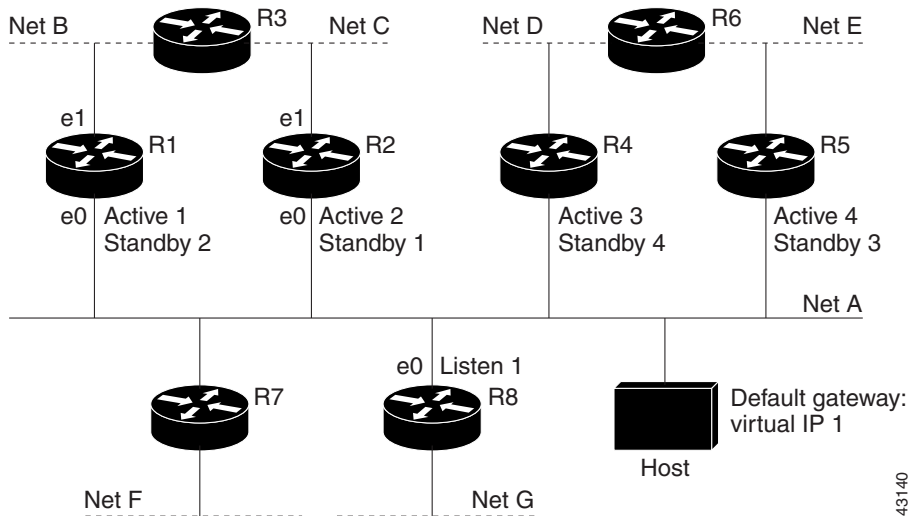 Net B
R3
Net C
Net D
R6
Net E
e1
R1
e1
R2
R4
R5
e0
Active 1
Standby 2
e0
Active 2
Standby 1
Active 3
Standby 4
Active 4
Standby 3
Net A
e0
Listen 1
R7
R8
Default gateway:
virtual IP 1
Host
Net F
Net G
43140